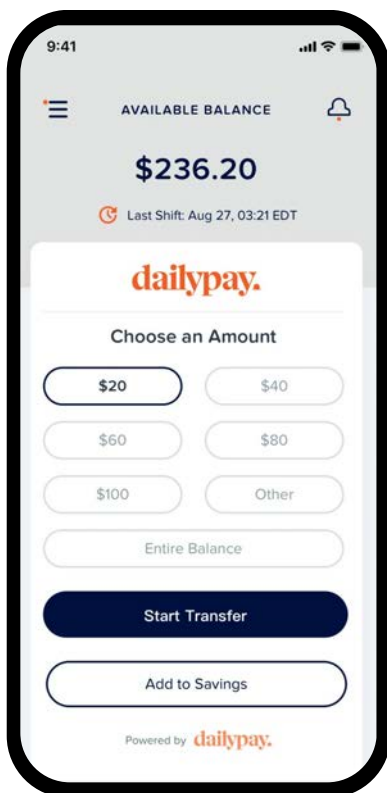 9:41
AVAILABLE BALANCE
$236.20
Last Shift: Aug 27, 03:21 EDT
dailypay.
Choose an Amount
$20 $40
$60 $80
$100 Other
Entire Balance
Start Transfer
Add to Savings
Powered by dailypay.